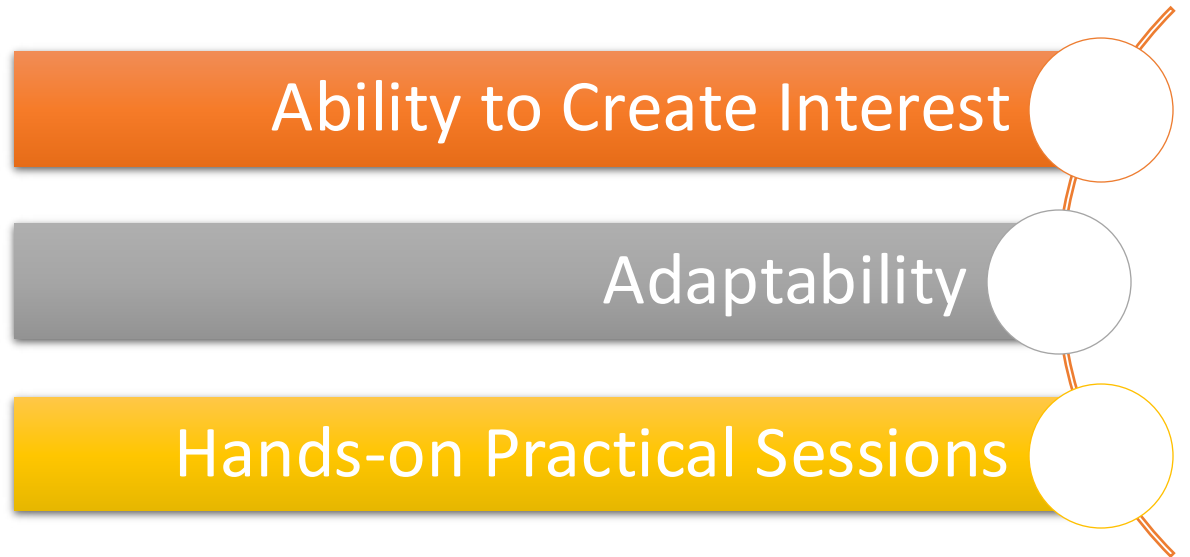 Ability to Create Interest
Adaptability
Hands-on Practical Sessions